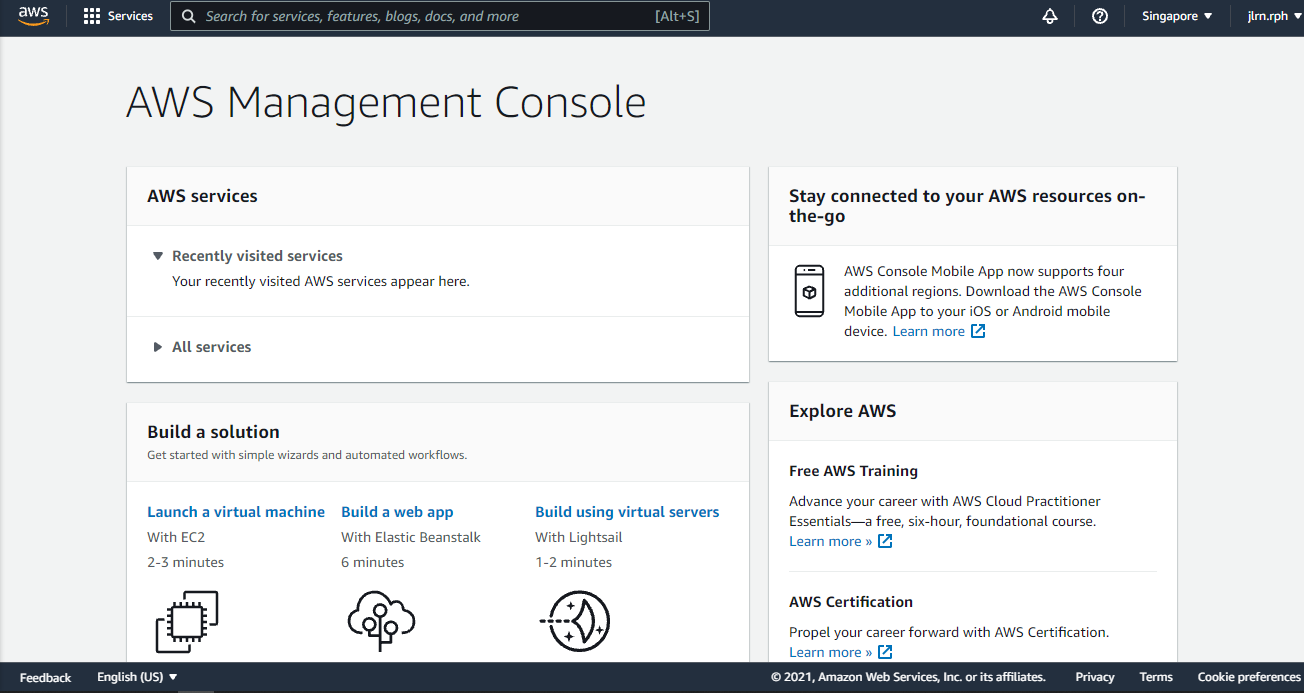 aws
Services
Search for services, features, blogs, docs, and more
[Alt+S]
Singapore
jlrn.rph
AWS Management Console
AWS services
Recently visited services
Your recently visited AWS services appear here.
All services
Build a solution
Get started with simple wizards and automated workflows.
Launch a virtual machine
With EC2
2-3 minutes
Build a web app
With Elastic Beanstalk
6 minutes
Build using virtual servers
With Lightsail
1-2 minutes
Stay connected to your AWS resources on-
the-go
AWS Console Mobile App now supports four
additional regions. Download the AWS Console
Mobile App to your iOS or Android mobile
device. Learn more
Explore AWS
Free AWS Training
Advance your career with AWS Cloud Practitioner
Essentials—a free, six-hour, foundational course.
Learn more »
AWS Certification
Propel your career forward with AWS Certification.
Learn more »
Feedback
English (US)
© 2021, Amazon Web Services, Inc. or its affiliates.
Privacy
Terms
Cookie preferences